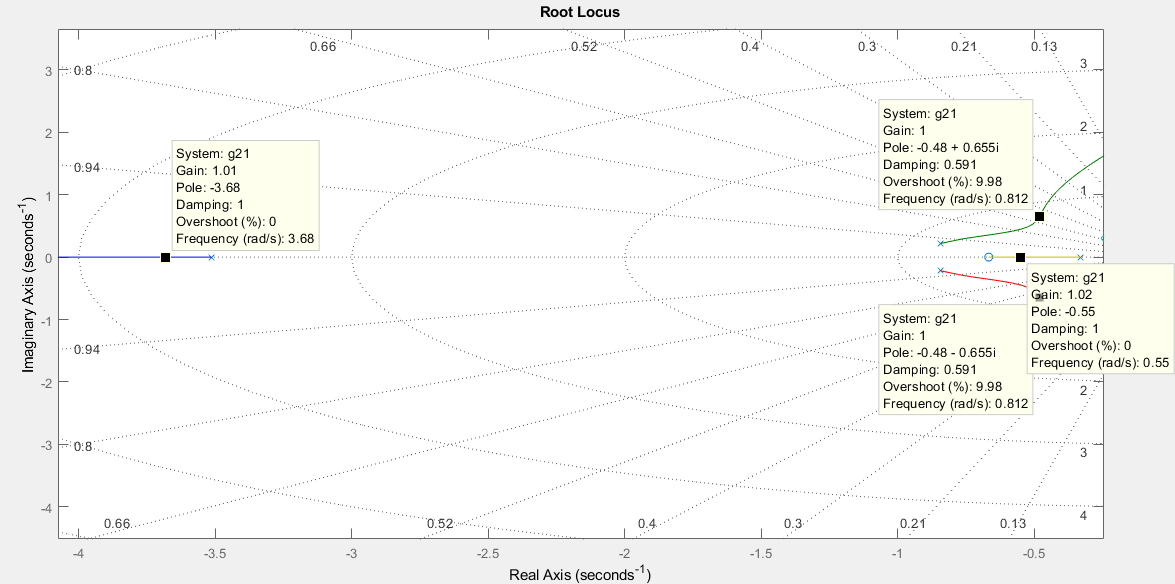 Root Locus
0.66
0.52
0.4
0.3
0.21
0.13
0.8
0.94
0.94
0.8
0.66
0.52
0.4
0.3
0.21
0.13
3
2
1
2
3
4
System: g21
Gain: 1.01
Pole: -3.68
Damping: 1
Overshoot (%): 0
Frequency (rad/s): 3.68
System: g21
Gain: 1
Pole: -0.48 + 0.655i
Damping: 0.591
Overshoot (%): 9.98
Frequency (rad/s): 0.812
System: g21
Gain: 1.02
Pole: -0.55
Damping: 1
Overshoot (%): 0
Frequency (rad/s): 0.55
System: g21
Gain: 1
Pole: -0.48 - 0.655i
Damping: 0.591
Overshoot (%): 9.98
Frequency (rad/s): 0.812
3
2
1
0
-1
-2
-3
-4
Imaginary Axis (seconds⁻¹)
-4
-3.5
-3
-2.5
-2
-1.5
-1
-0.5
Real Axis (seconds⁻¹)